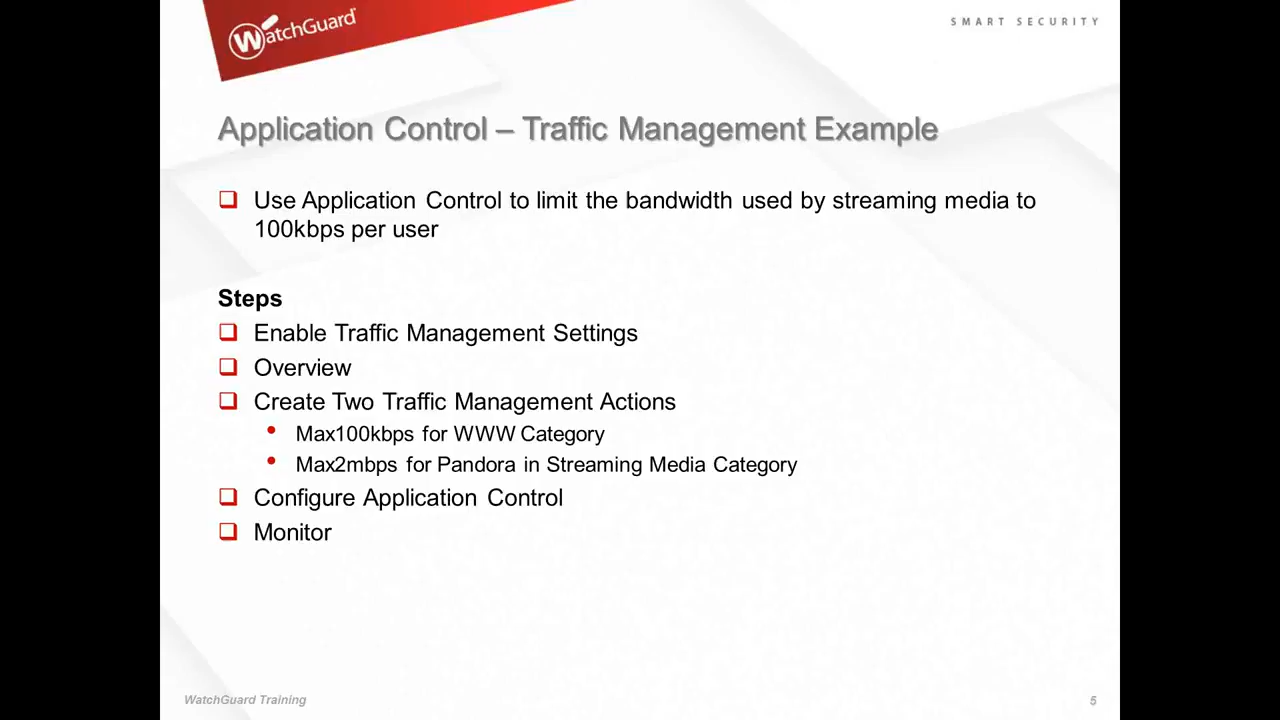 WatchGuard
SMART SECURITY
Application Control – Traffic Management Example
Use Application Control to limit the bandwidth used by streaming media to
100kbps per user
Steps
Enable Traffic Management Settings
Overview
Create Two Traffic Management Actions
Max100kbps for WWW Category
Max2mbps for Pandora in Streaming Media Category
Configure Application Control
Monitor
WatchGuard Training
5